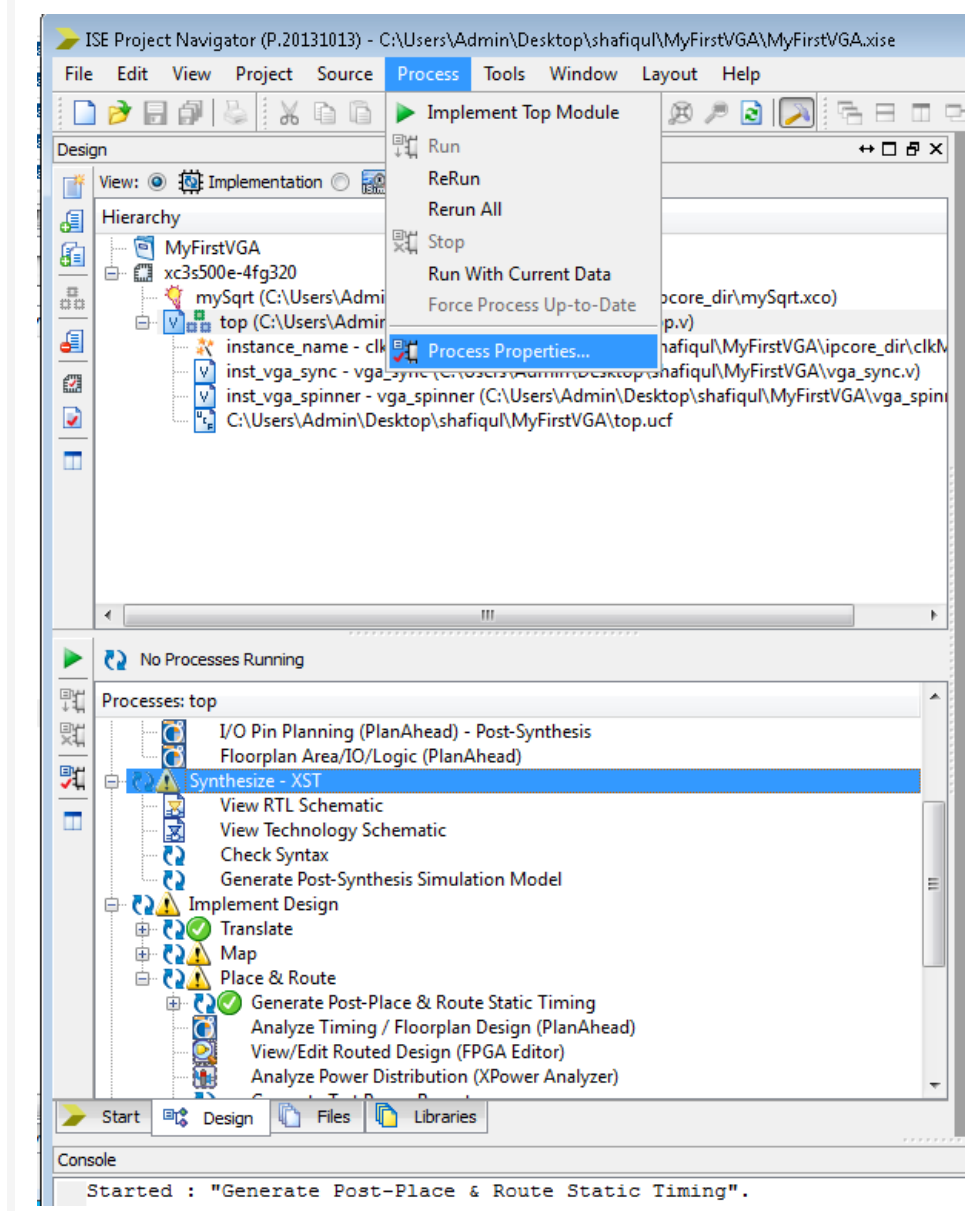 ISE Project Navigator (P.20131013) - C:\Users\Admin\Desktop\shafiqul\MyFirstVGA\MyFirstVGA.xise
File Edit View Project Source Process Tools Window Layout Help
Implement Top Module
Run
ReRun
Rerun All
Stop
Run With Current Data
Force Process Up-to-Date
Process Properties...
Design
View: Implementation
Hierarchy
MyFirstVGA
xc3s500e-4fg320
mySqrt (C:\Users\Admi pcore_dir\mySqrt.xco)
top (C:\Users\Admin p.v)
instance_name - clk hafiqul\MyFirstVGA\ipcore_dir\clkM
inst_vga_sync - vga_sync (C:\Users\Admin\Desktop\shafiqul\MyFirstVGA\vga_sync.v)
inst_vga_spinner - vga_spinner (C:\Users\Admin\Desktop\shafiqul\MyFirstVGA\vga_spinn
C:\Users\Admin\Desktop\shafiqul\MyFirstVGA\top.ucf
No Processes Running
Processes: top
I/O Pin Planning (PlanAhead) - Post-Synthesis
Floorplan Area/IO/Logic (PlanAhead)
Synthesize - XST
View RTL Schematic
View Technology Schematic
Check Syntax
Generate Post-Synthesis Simulation Model
Implement Design
Translate
Map
Place & Route
Generate Post-Place & Route Static Timing
Analyze Timing / Floorplan Design (PlanAhead)
View/Edit Routed Design (FPGA Editor)
Analyze Power Distribution (XPower Analyzer)
Start Design Files Libraries
Console
Started : "Generate Post-Place & Route Static Timing".